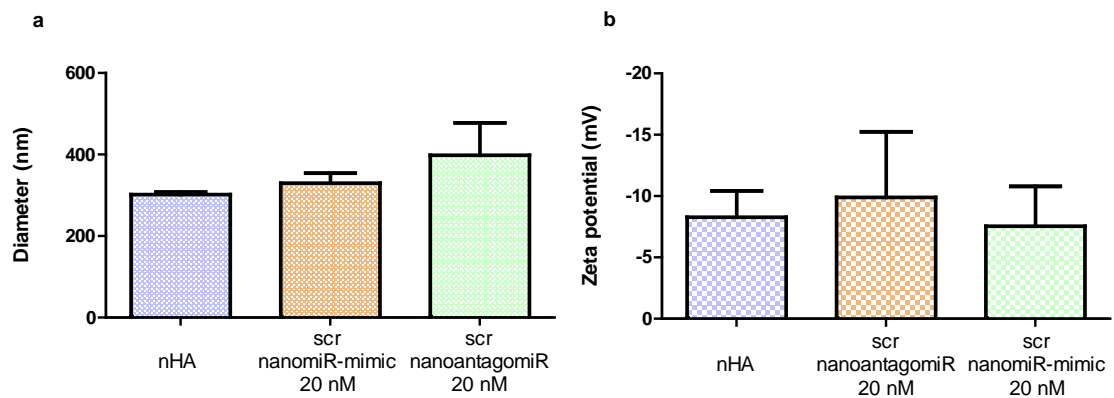 a
Diameter (nm)
600
400
200
0
nHA
scr
nanomiR-mimic
20 nM
scr
nanoantagomiR
20 nM
b
Zeta potential (mV)
-20
-15
-10
-5
0
nHA
scr
nanoantagomiR
20 nM
scr
nanomiR-mimic
20 nM